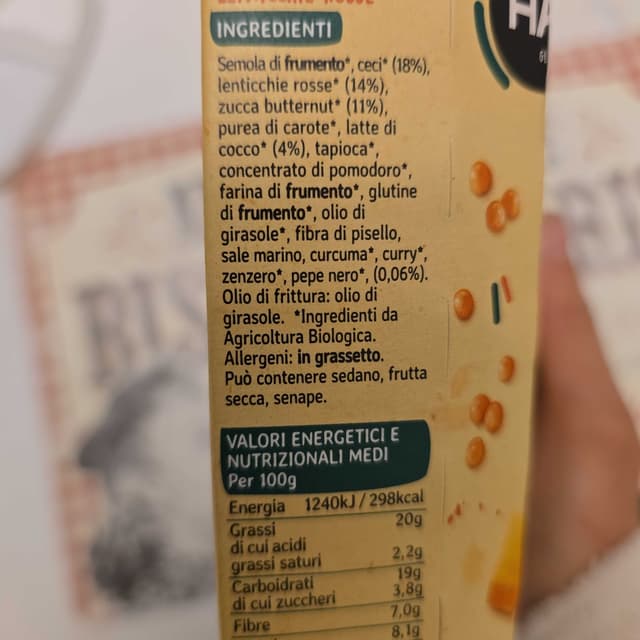 INGREDIENTI
Semola di frumento*, ceci* (18%),
lenticchie rosse* (14%),
zucca butternut* (11%),
purea di carote*, latte di
cocco* (4%), tapioca*,
concentrato di pomodoro*,
farina di frumento*, glutine
di frumento*, olio di
girasole*, fibra di pisello,
sale marino, curcuma*, curry*,
zenzero*, pepe nero*, (0,06%).
Olio di frittura: olio di
girasole. *Ingredienti da
Agricoltura Biologica.
Allergeni: in grassetto.
Può contenere sedano, frutta
secca, senape.
VALORI ENERGETICI E
NUTRIZIONALI MEDI
Per 100g
Energia 1240kJ / 298kcal
Grassi 20g
di cui acidi
grassi saturi 2,2g
Carboidrati 19g
di cui zuccheri 3,8g
Fibre 7,0g
8,1g
HA